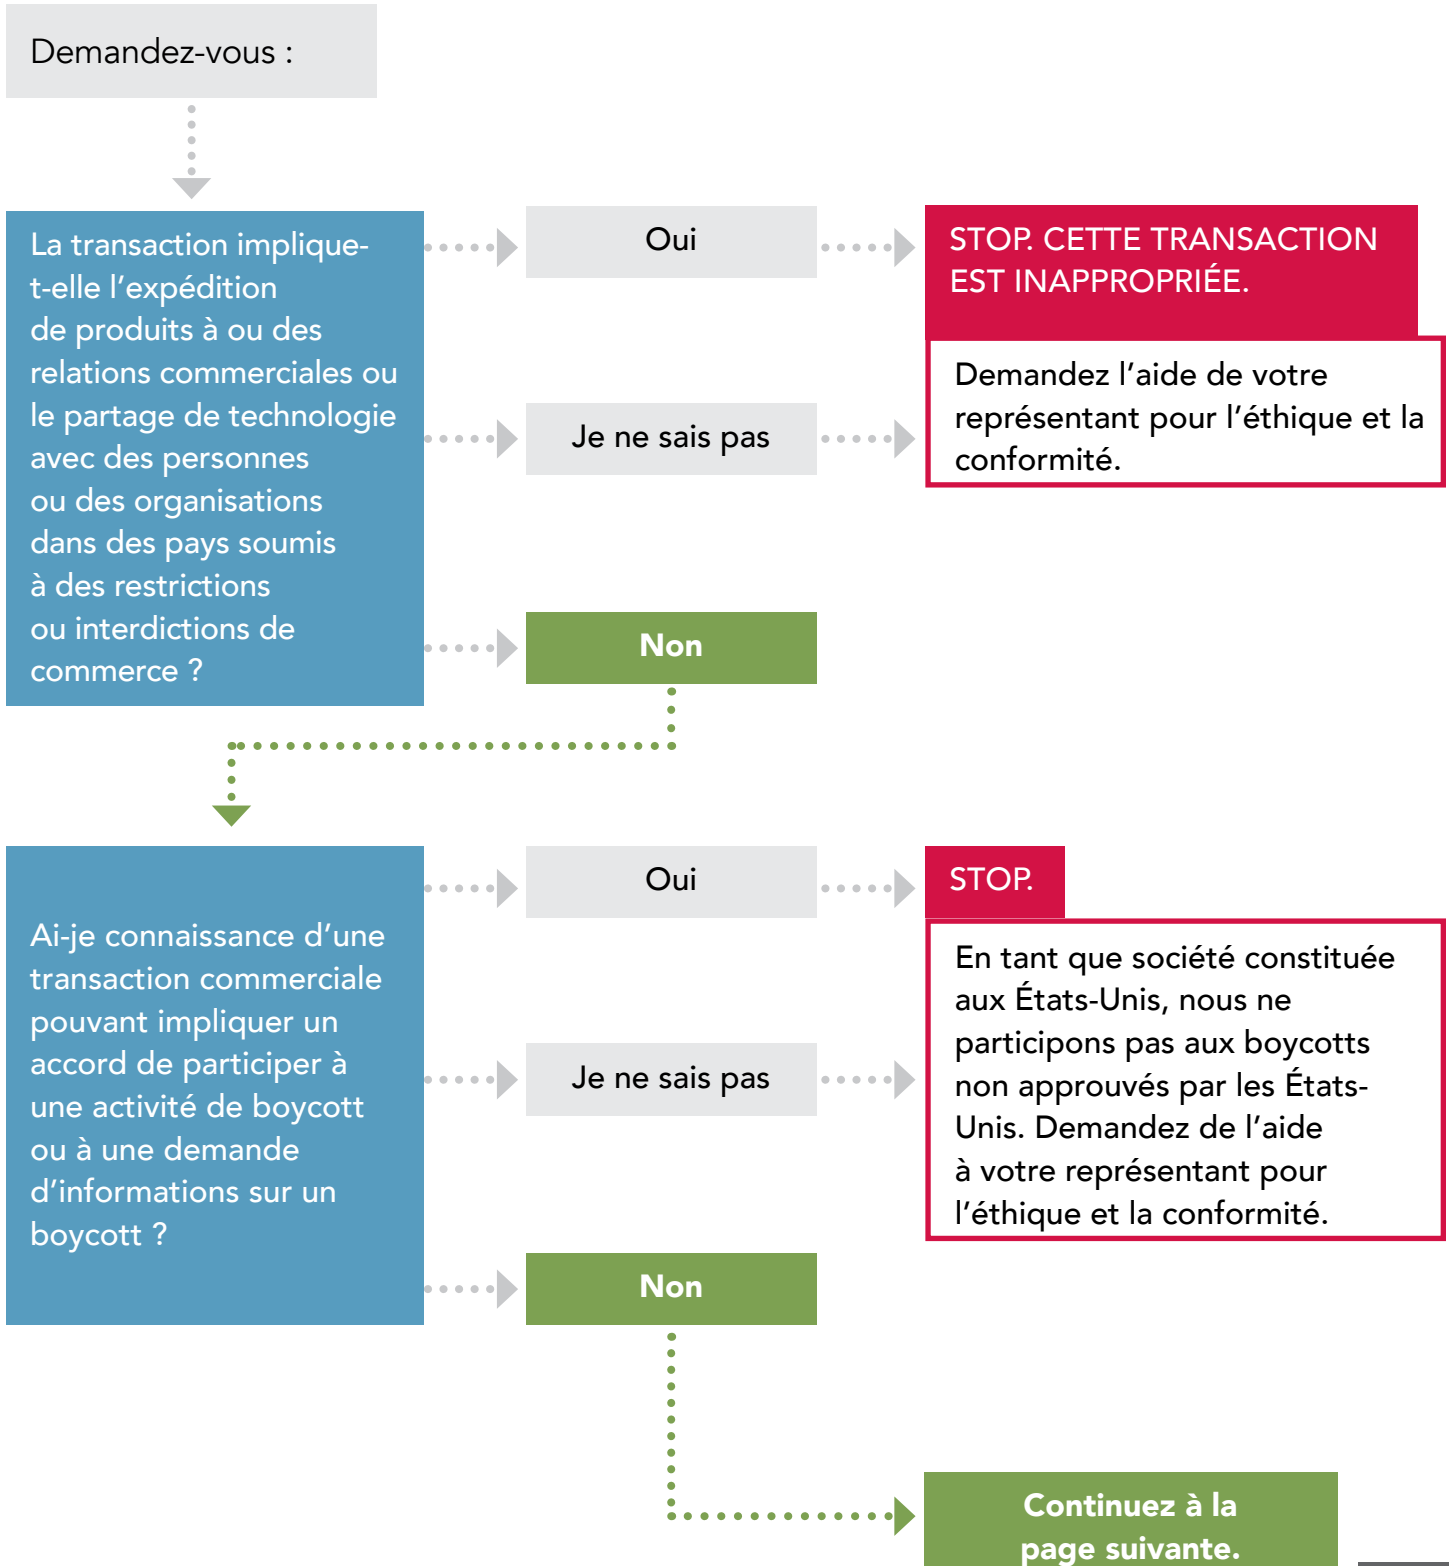 Demandez-vous :
La transaction implique-
t-elle l’expédition
de produits à ou des
relations commerciales ou
le partage de technologie
avec des personnes
ou des organisations
dans des pays soumis
à des restrictions
ou interdictions de
commerce ?
Oui
STOP. CETTE TRANSACTION
EST INAPPROPRIÉE.
Je ne sais pas
Demandez l’aide de votre
représentant pour l’éthique et la
conformité.
Non
Ai-je connaissance d’une
transaction commerciale
pouvant impliquer un
accord de participer à
une activité de boycott
ou à une demande
d’informations sur un
boycott ?
Oui
STOP.
Je ne sais pas
En tant que société constituée
aux États-Unis, nous ne
participons pas aux boycotts
non approuvés par les États-
Unis. Demandez de l’aide
à votre représentant pour
l’éthique et la conformité.
Non
Continuez à la
page suivante.